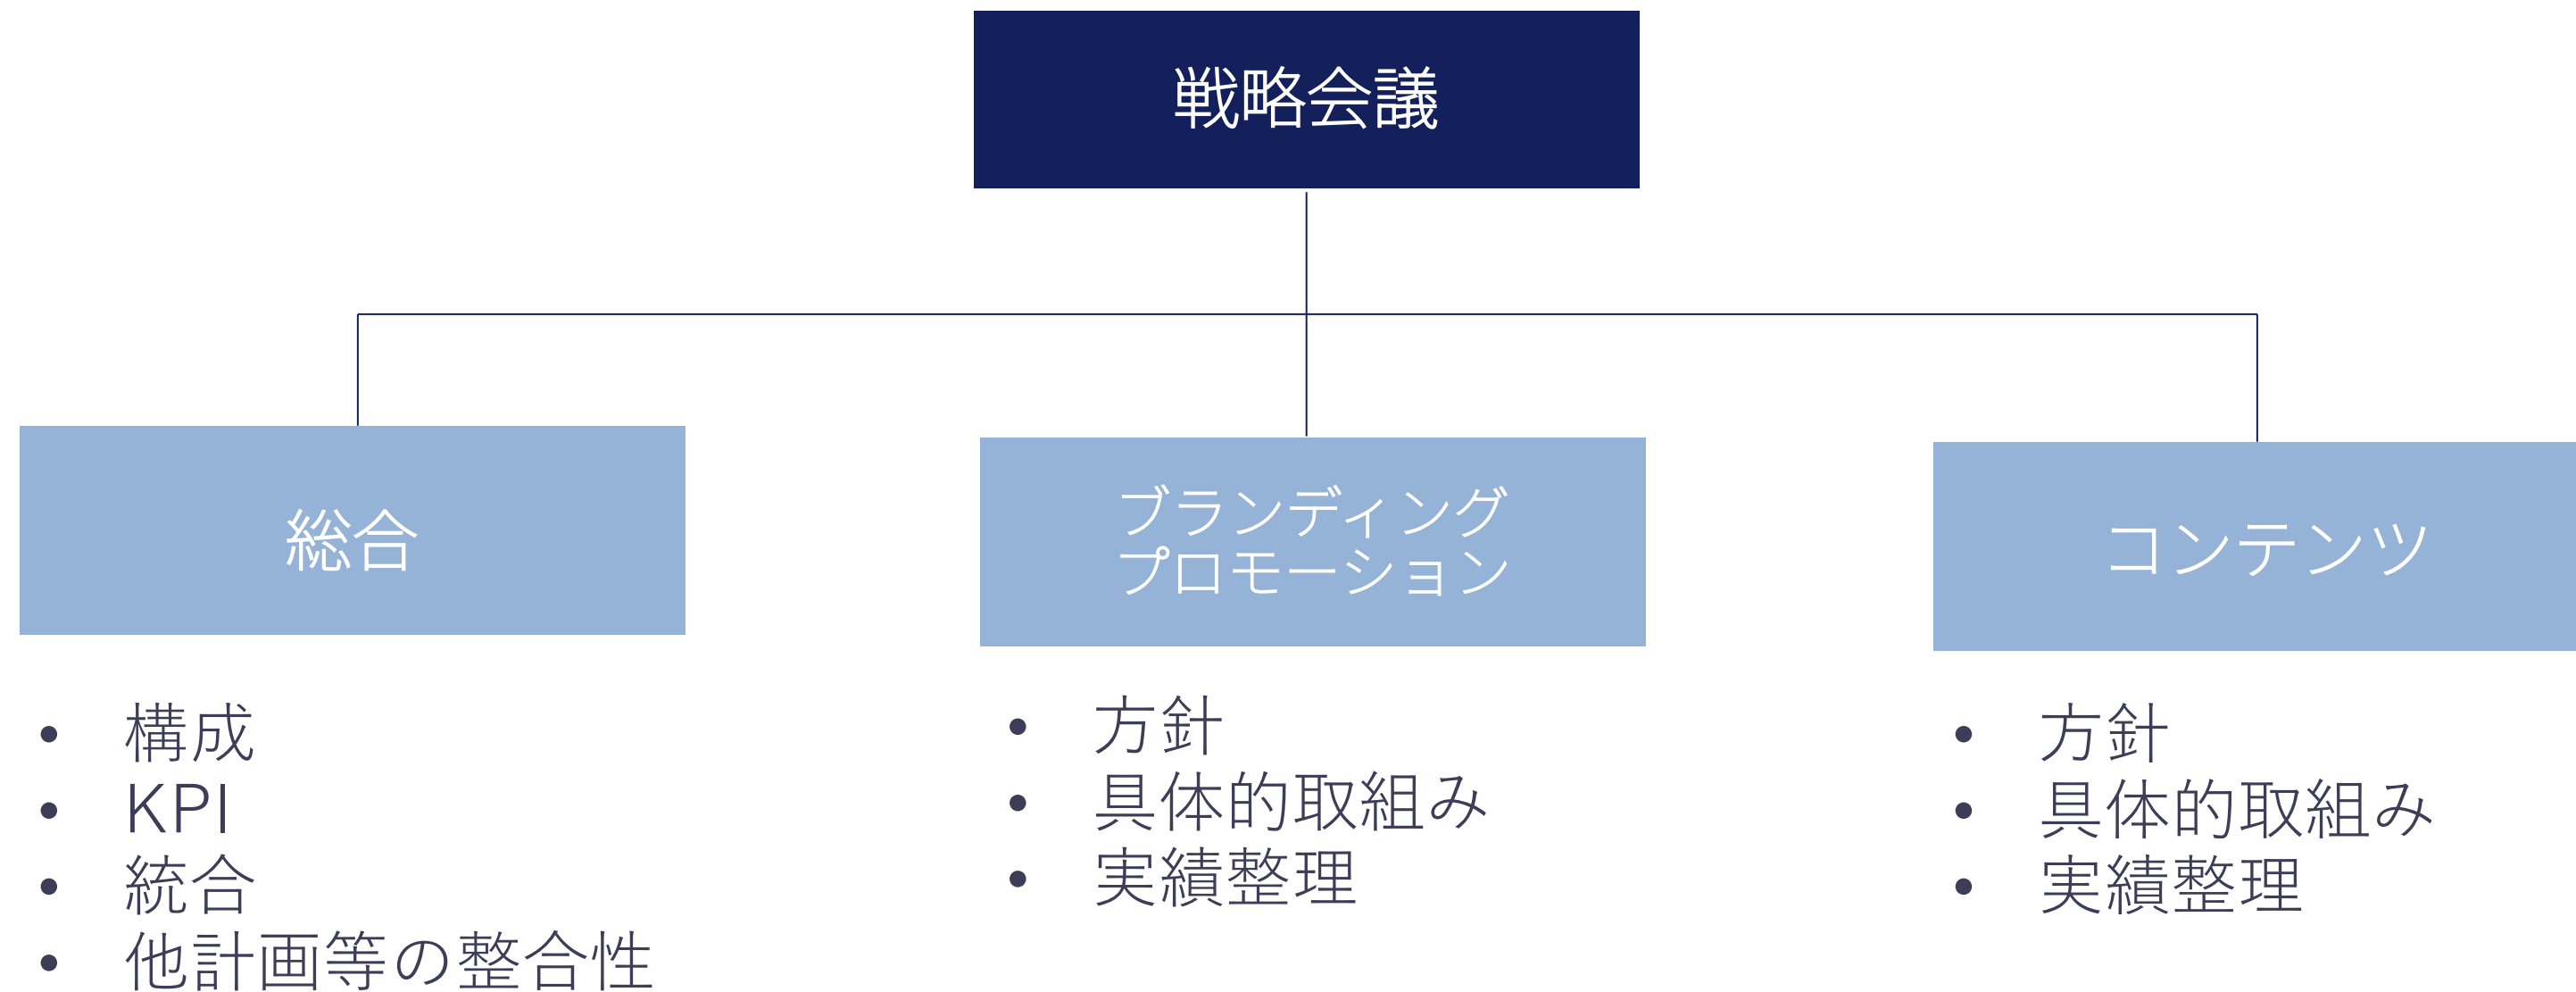 戦略会議
総合
ブランディング
プロモーション
コンテンツ
• 構成
• KPI
• 統合
• 他計画等の整合性
• 方針
• 具体的取組み
• 実績整理
• 方針
• 具体的取組み
• 実績整理